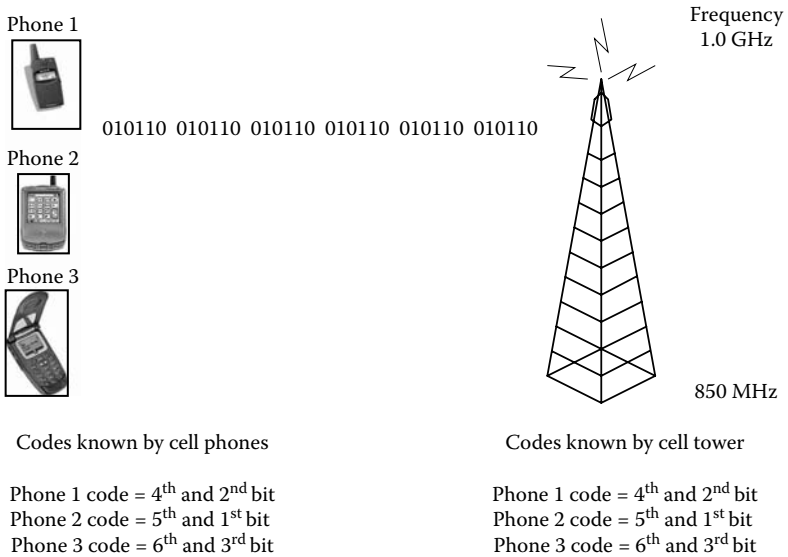 Phone 1
Frequency
1.0 GHz
010110 010110 010110 010110 010110 010110
Phone 2
Phone 3
850 MHz
Codes known by cell phones
Codes known by cell tower
Phone 1 code = 4th and 2nd bit
Phone 1 code = 4th and 2nd bit
Phone 2 code = 5th and 1st bit
Phone 2 code = 5th and 1st bit
Phone 3 code = 6th and 3rd bit
Phone 3 code = 6th and 3rd bit